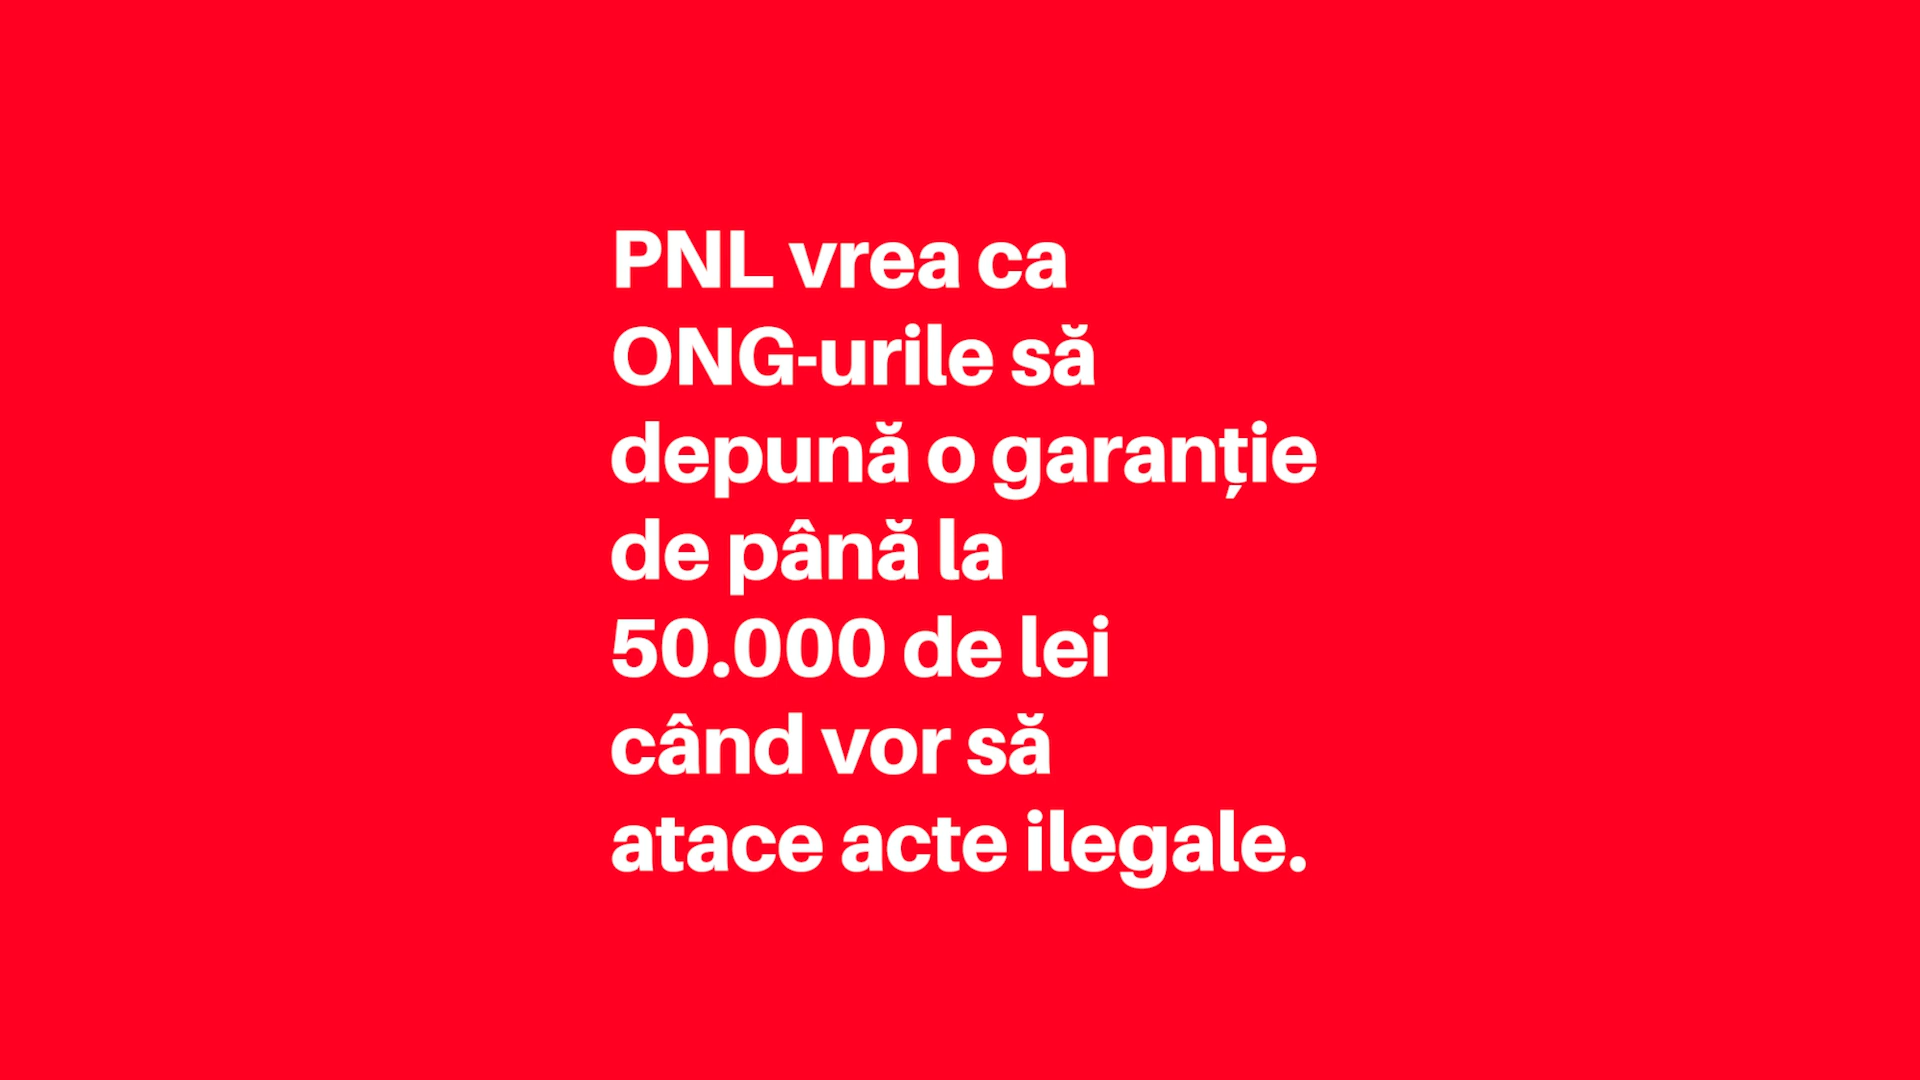 PNL vrea ca
ONG-urile să
depună o garanție
de până la
50.000 de lei
când vor să
atace acte ilegale.